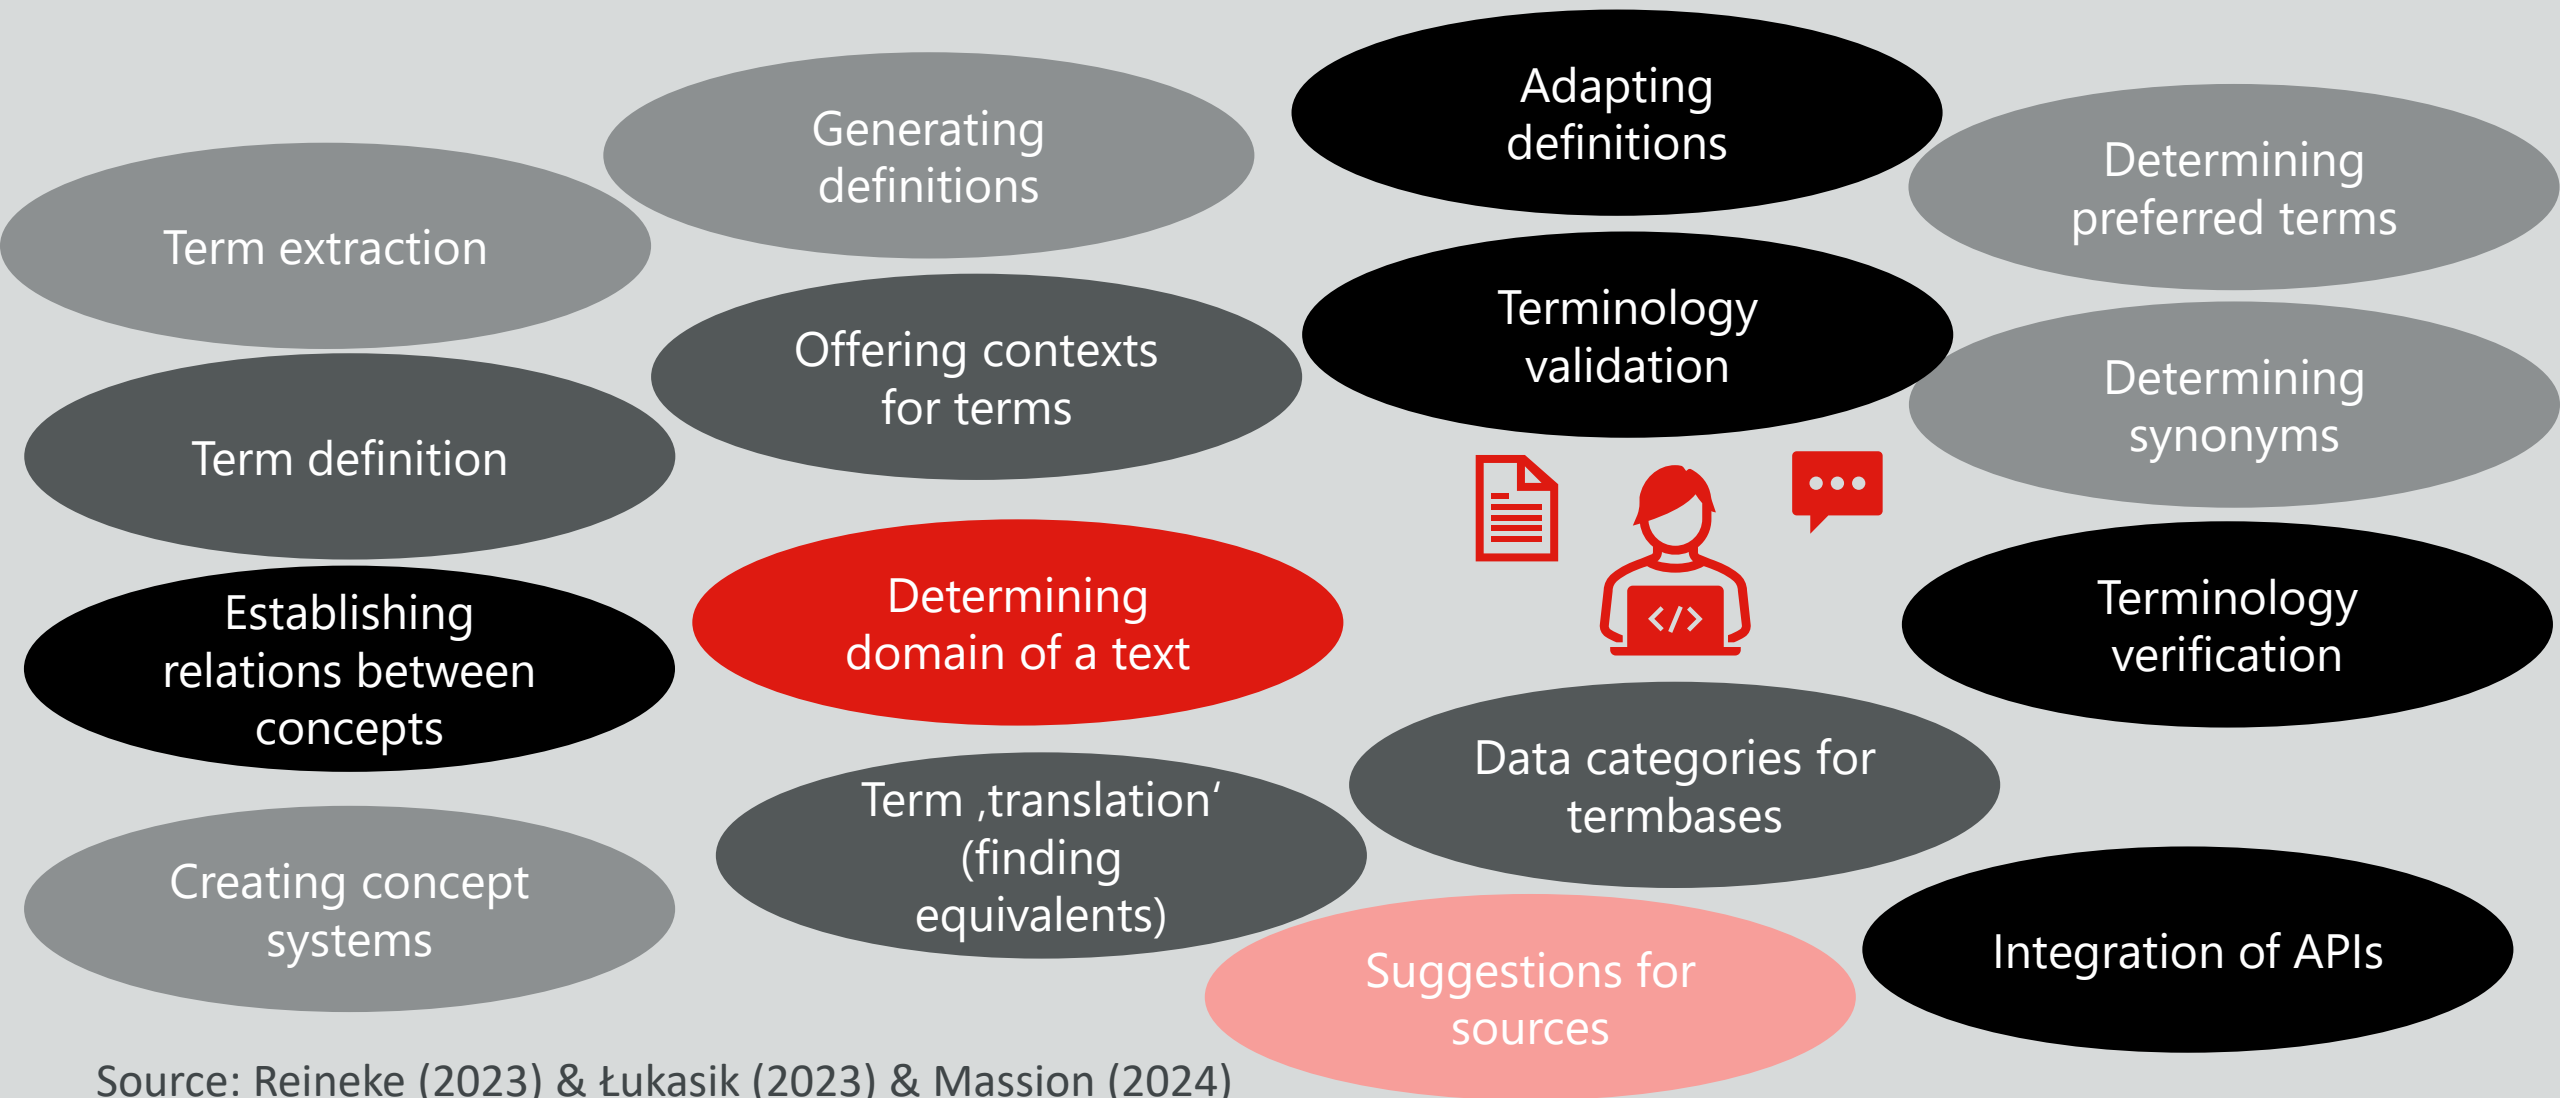 Adapting
definitions
Generating
definitions
Determining
preferred terms
Term extraction
Terminology
validation
Offering contexts
for terms
Determining
synonyms
Term definition
Establishing
relations between
concepts
Determining
domain of a text
</>
Terminology
verification
Data categories for
termbases
Term ‚translation‘
(finding
equivalents)
Creating concept
systems
Suggestions for
sources
Integration of APIs
Source: Reineke (2023) & Łukasik (2023) & Massion (2024)